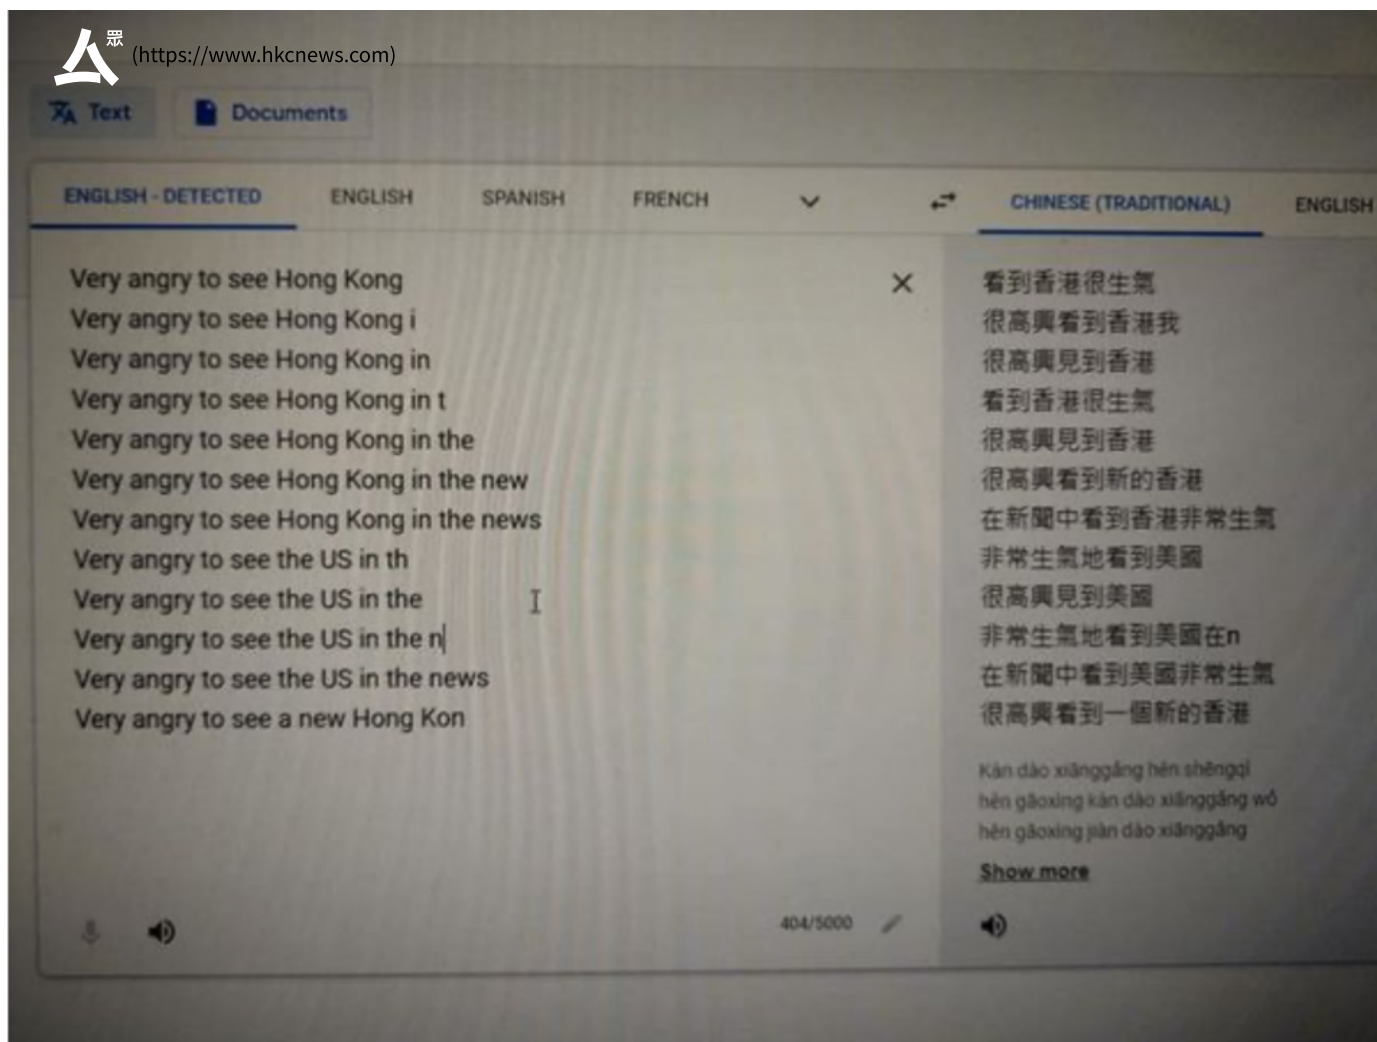 眾 (https://www.hkcnews.com)
Text Documents
ENGLISH - DETECTED ENGLISH SPANISH FRENCH CHINESE (TRADITIONAL) ENGLISH
Very angry to see Hong Kong
Very angry to see Hong Kong i
Very angry to see Hong Kong in
Very angry to see Hong Kong in t
Very angry to see Hong Kong in the
Very angry to see Hong Kong in the new
Very angry to see Hong Kong in the news
Very angry to see the US in th
Very angry to see the US in the
Very angry to see the US in the n
Very angry to see the US in the news
Very angry to see a new Hong Kon
404/5000
看到香港很生氣
很高興看到香港我
很高興見到香港
看到香港很生氣
很高興見到香港
很高興看到新的香港
在新聞中看到香港非常生氣
非常生氣地看到美國
很高興見到美國
非常生氣地看到美國在n
在新聞中看到美國非常生氣
很高興看到一個新的香港
Kàn dào xiānggǎng hěn shēngqì
hěn gāoxìng kàn dào xiānggǎng wǒ
hěn gāoxìng jiàn dào xiānggǎng
Show more